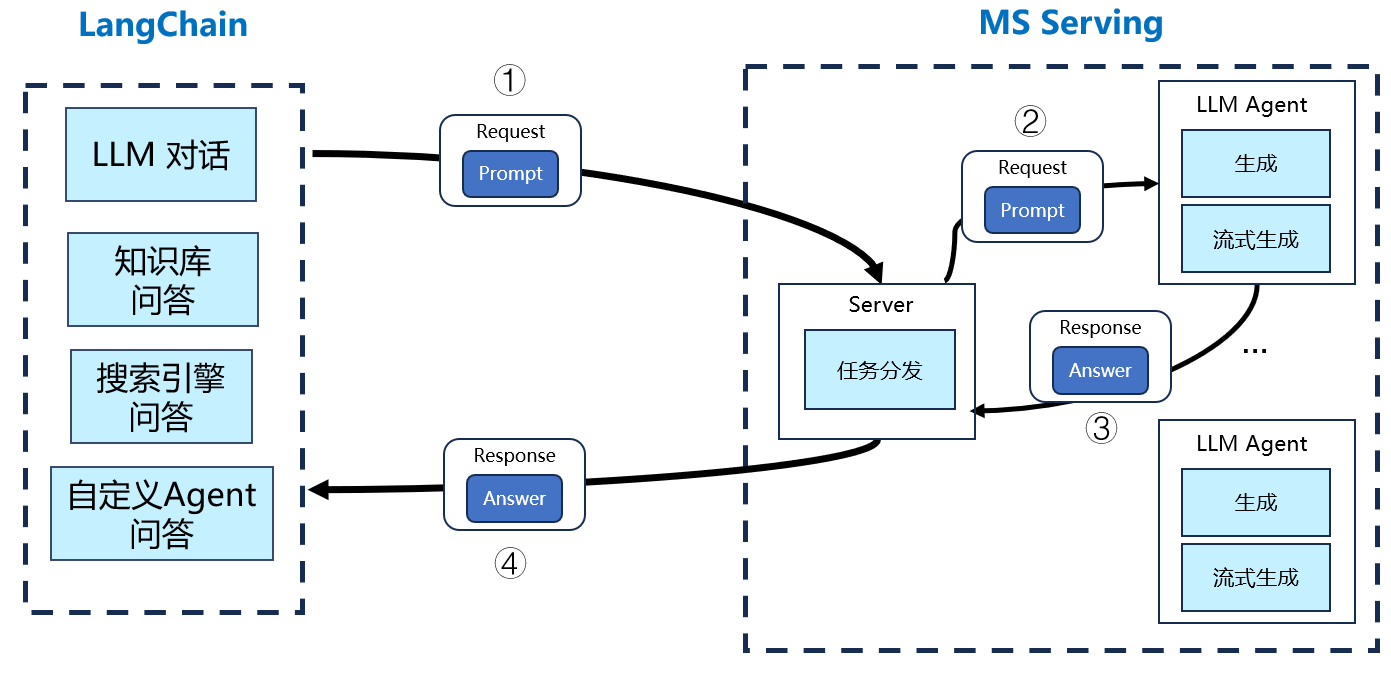 LangChain
LLM 对话
知识库
问答
搜索引擎
问答
自定义Agent
问答
①
Request
Prompt
Response
Answer
④
MS Serving
②
Request
Prompt
Server
任务分发
Response
Answer
③
LLM Agent
生成
流式生成
...
LLM Agent
生成
流式生成